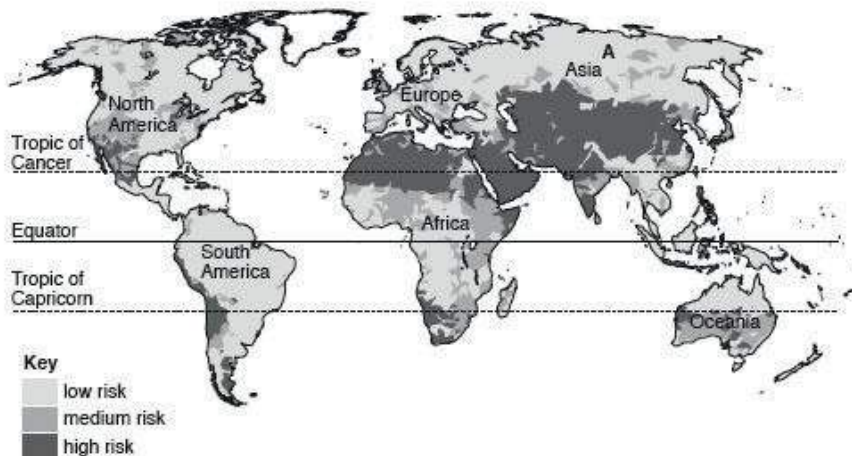 A
Asia
Europe
North
America
Tropic of
Cancer
Africa
Equator
South
America
Tropic of
Capricorn
Oceania
Key
low risk
medium risk
high risk